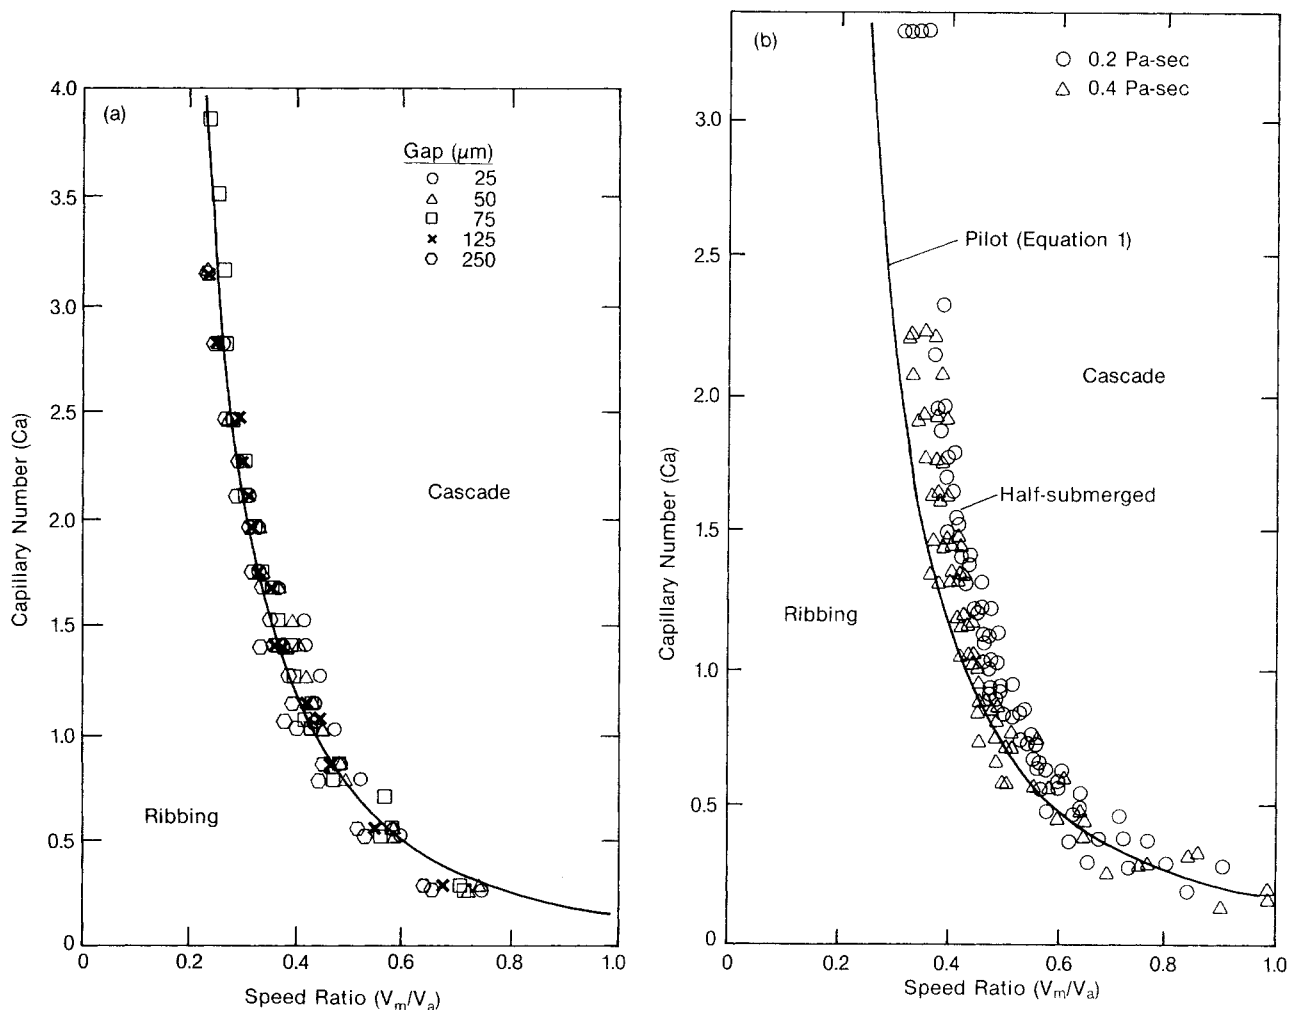 (a)
4.0
3.5
3.0
2.5
2.0
1.5
1.0
0.5
0
Capillary Number (Ca)
Gap (μm)
25
50
75
125
250
Cascade
Ribbing
0 0.2 0.4 0.6 0.8 1.0
Speed Ratio (Vm/Va)
(b)
0.2 Pa-sec
0.4 Pa-sec
3.0
2.5
2.0
1.5
1.0
0.5
0
Capillary Number (Ca)
Pilot (Equation 1)
Cascade
Half-submerged
Ribbing
0 0.2 0.4 0.6 0.8 1.0
Speed Ratio (Vm/Va)